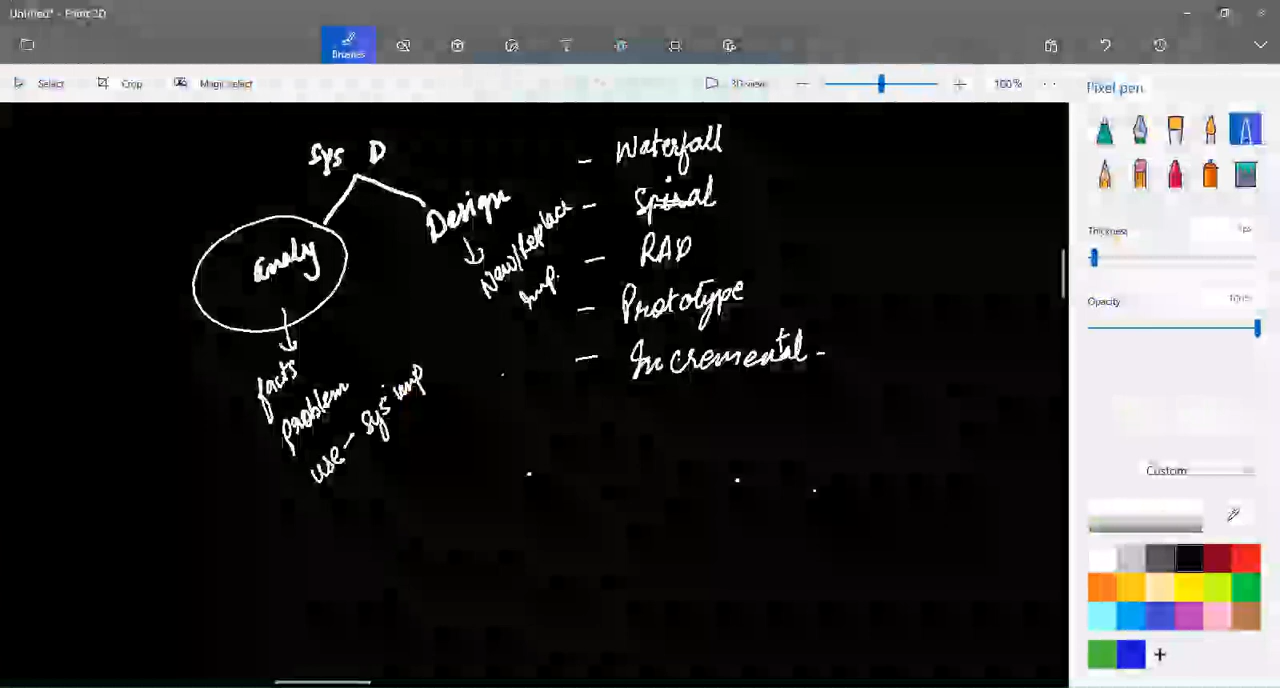 Untitled* - Paint 3D
Brushes
Select
Crop
Magic select
3D view
100%
Pixel pen
Thickness
Opacity
Custom
Sys D
Analy
Design
facts
problem
use - sys imp
New/Replace
Imp.
- Waterfall
- Spiral
- RAD
- Prototype
- Incremental -